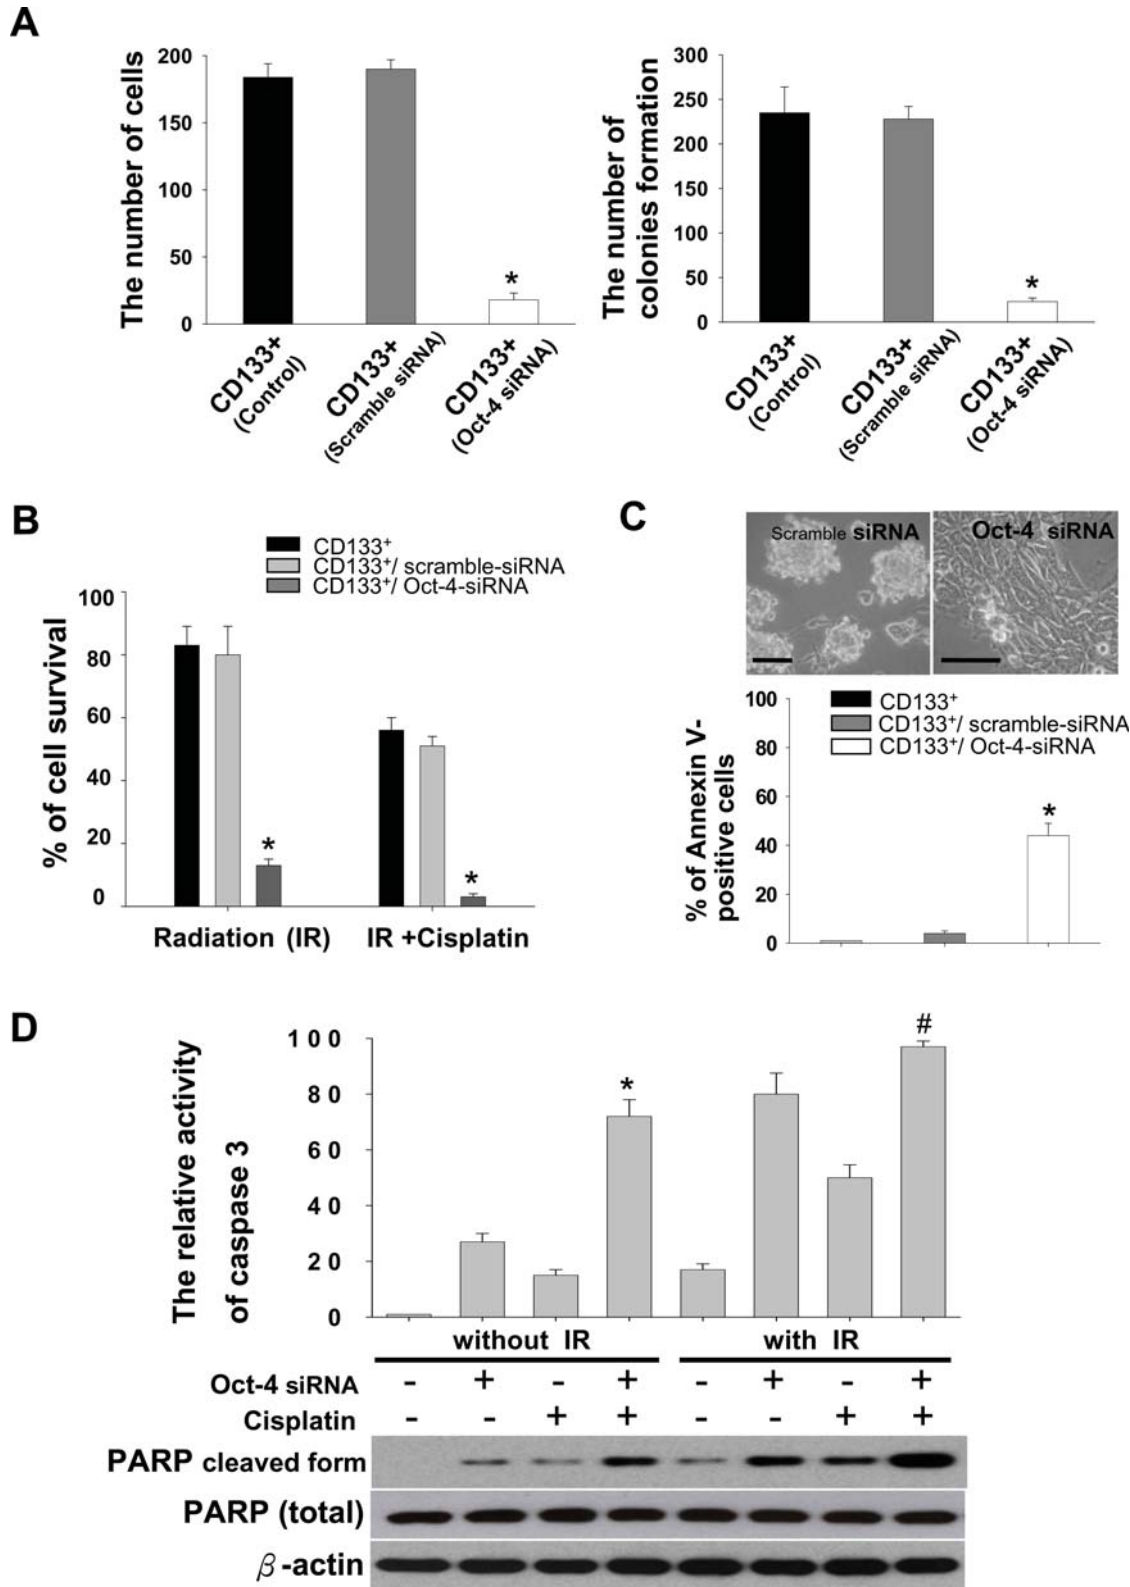 A
The number of cells
200
150
100
50
0
*
CD133+
(Control)
CD133+
(Scramble siRNA)
CD133+
(Oct-4 siRNA)
The number of
colonies formation
300
250
200
150
100
50
0
*
CD133+
(Control)
CD133+
(Scramble siRNA)
CD133+
(Oct-4 siRNA)
B
CD133+
CD133+/ scramble-siRNA
CD133+/ Oct-4-siRNA
% of cell survival
100
80
60
40
20
0
*
*
Radiation (IR)
IR +Cisplatin
C
Scramble siRNA
Oct-4 siRNA
CD133+
CD133+/ scramble-siRNA
CD133+/ Oct-4-siRNA
% of Annexin V-
positive cells
100
80
60
40
20
0
*
D
The relative activity
of caspase 3
100
80
60
40
20
0
*
#
without IR
with IR
Oct-4 siRNA - + - + - + - +
Cisplatin - - + + - - + +
PARP cleaved form
PARP (total)
β-actin